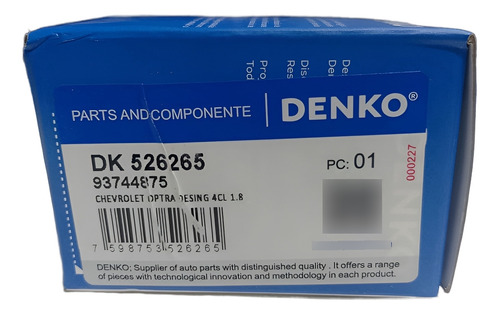 PARTS AND COMPONENTE DENKO®
DK 526265
93744875
PC: 01
000227
CHEVROLET OPTRA DESING 4CL 1.8
7 598753 526265
DENKO; Supplier of auto parts with distinguished quality . It offers a range
of pieces with technological innovation and methodology in each product.